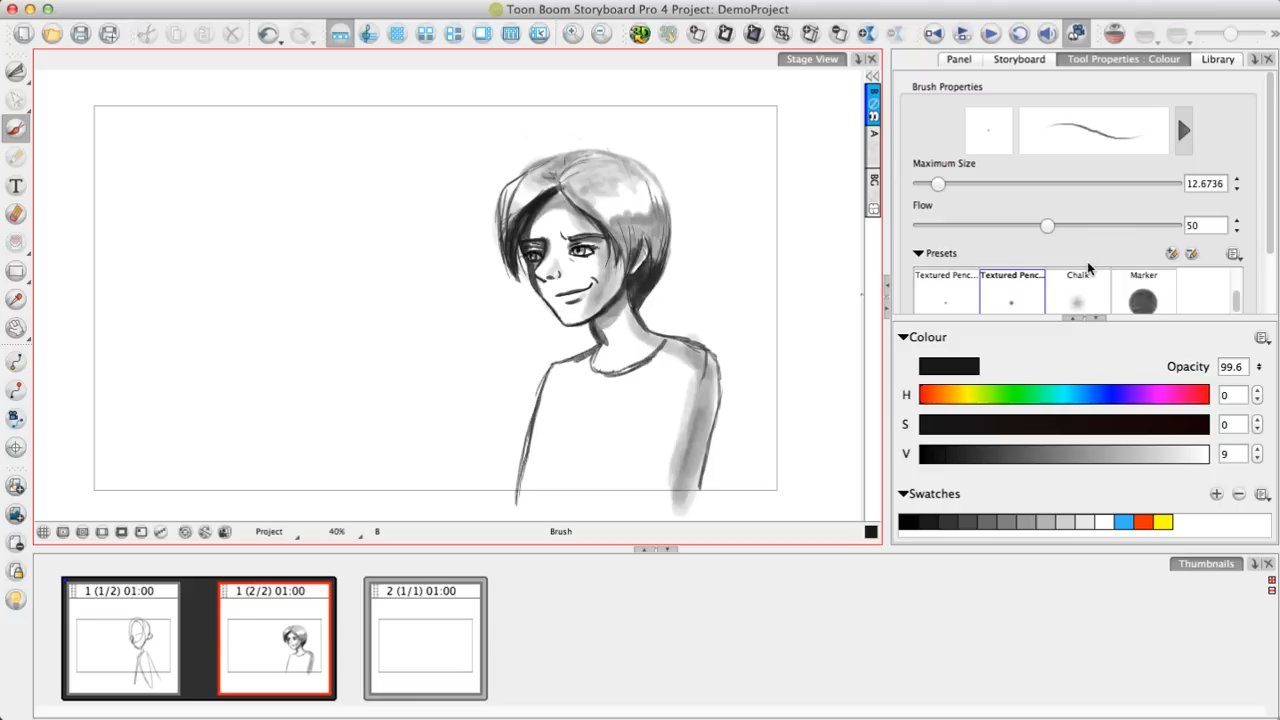 Toon Boom Storyboard Pro 4 Project: DemoProject
Stage View
Panel
Storyboard
Tool Properties : Colour
Library
B
A
BG
Brush Properties
Maximum Size
12.6736
Flow
50
Presets
Textured Penc...
Textured Penc...
Chalk
Marker
Colour
Opacity
99.6
H
0
S
0
V
9
Swatches
Project
40%
B
Brush
Thumbnails
1 (1/2) 01:00
1 (2/2) 01:00
2 (1/1) 01:00